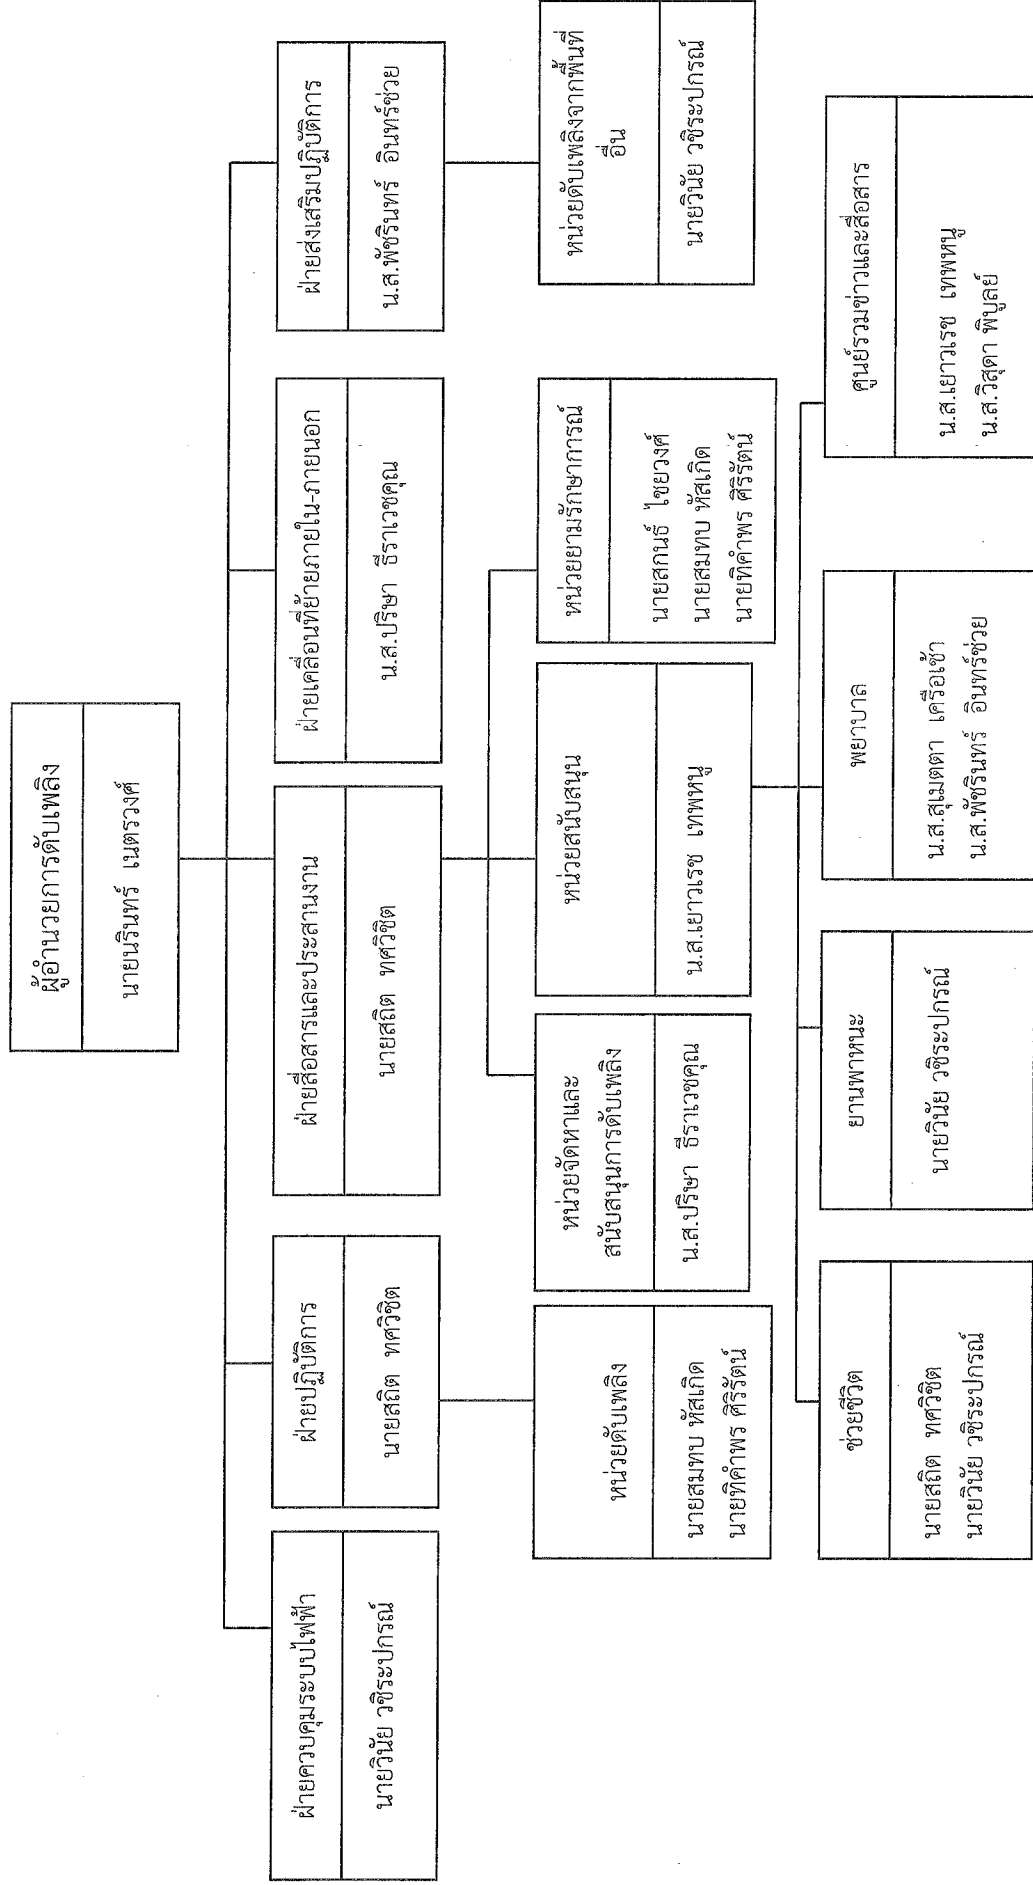 ผู้อำนวยการดับเพลิง
นายนรินทร์ เนตรวงศ์
ฝ่ายควบคุมระบบไฟฟ้า
นายวินัย วชิระปกรณ์
ฝ่ายปฏิบัติการ
นายสถิต ทศวิชิต
ฝ่ายสื่อสารและประสานงาน
นายสถิต ทศวิชิต
ฝ่ายเคลื่อนที่ย้ายภายใน-ภายนอก
น.ส.ปริษา ธีราเวชคุณ
ฝ่ายส่งเสริมปฏิบัติการ
น.ส.พัชรินทร์ อินทร์ช่วย
หน่วยดับเพลิง
นายสมทบ หัสเกิด
นายทิคำพร ศิริรัตน์
หน่วยจัดหาและ
สนับสนุนการดับเพลิง
น.ส.ปริษา ธีราเวชคุณ
หน่วยสนับสนุน
น.ส.เยาวเรช เทพหนู
หน่วยยามรักษาการณ์
นายสกนธ์ ไชยวงศ์
นายสมทบ หัสเกิด
นายทิคำพร ศิริรัตน์
หน่วยดับเพลิงจากพื้นที่
อื่น
นายวินัย วชิระปกรณ์
ช่วยชีวิต
นายสถิต ทศวิชิต
นายวินัย วชิระปกรณ์
ยานพาหนะ
นายวินัย วชิระปกรณ์
พยาบาล
น.ส.สุเมตตา เครือเช้า
น.ส.พัชรินทร์ อินทร์ช่วย
ศูนย์รวมข่าวและสื่อสาร
น.ส.เยาวเรช เทพหนู
น.ส.วิสุดา พิบูลย์